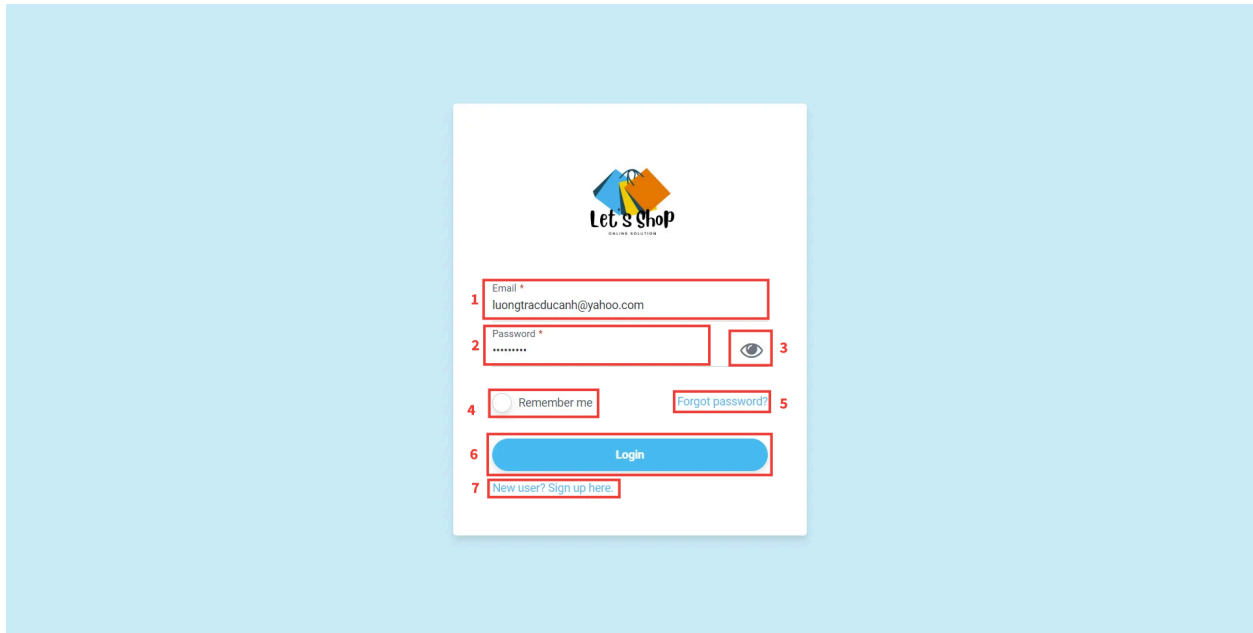 Let's Shop
ONLINE SOLUTION
1 Email *
luongtracducanh@yahoo.com
2 Password *
••••••••• 3
4 Remember me Forgot password? 5
6 Login
7 New user? Sign up here.